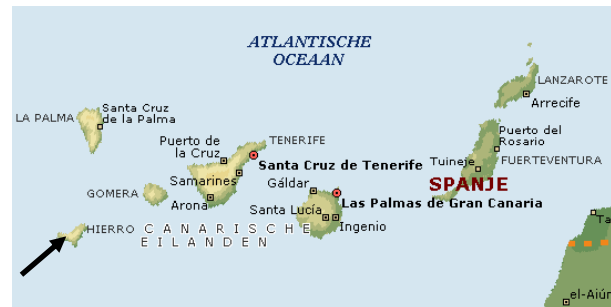 ATLANTISCHE
OCEAAN
LANZAROTE
Arrecife
LA PALMA
Santa Cruz
de la Palma
Puerto del
Rosario
Puerto de
la Cruz
TENERIFE
Santa Cruz de Tenerife
Tuineje
FUERTEVENTURA
Samarines
Gáldar
SPANJE
GOMERA
Arona
Las Palmas de Gran Canaria
Santa Lucía
Ingenio
HIERRO
CANARISCHE
EILANDEN
Ta
el-Aiún